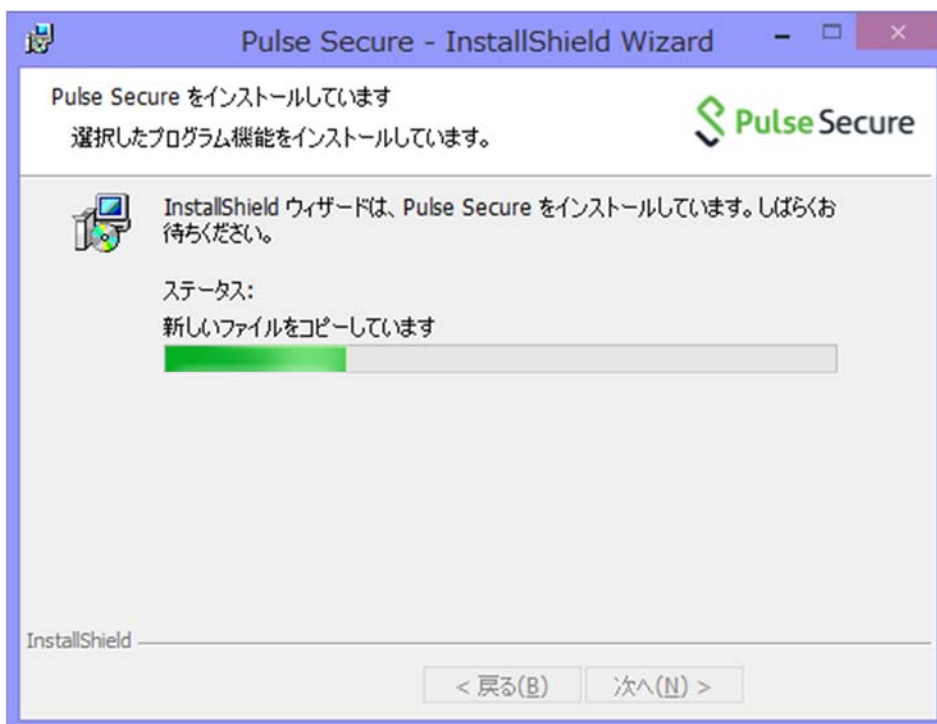 Pulse Secure - InstallShield Wizard
Pulse Secure をインストールしています
選択したプログラム機能をインストールしています。
Pulse Secure
InstallShield ウィザードは、Pulse Secure をインストールしています。しばらくお
待ちください。
ステータス:
新しいファイルをコピーしています
InstallShield
< 戻る(B)
次へ(N) >